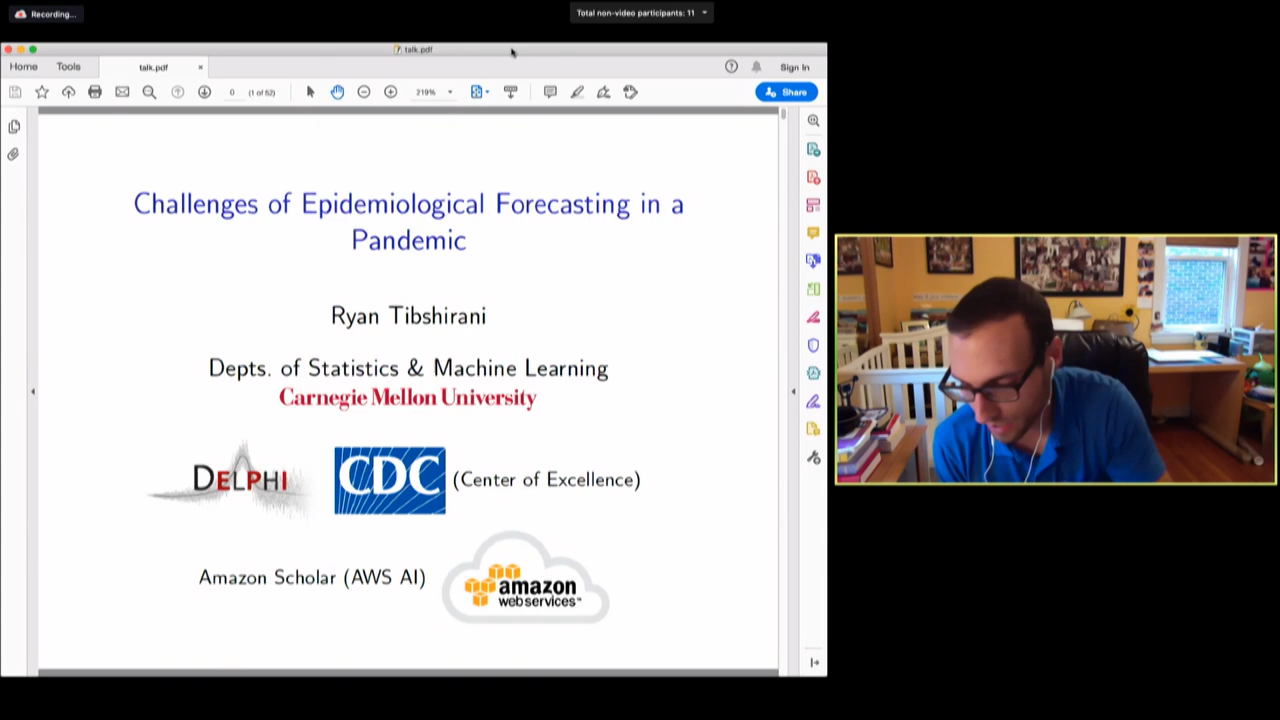 Recording...
Total non-video participants: 11
talk.pdf
Home
Tools
talk.pdf
×
Sign In
0 (1 of 52)
219%
Share
Challenges of Epidemiological Forecasting in a
Pandemic
Ryan Tibshirani
Depts. of Statistics & Machine Learning
Carnegie Mellon University
DELPHI
CDC
(Center of Excellence)
Amazon Scholar (AWS AI)
amazon
webservices™